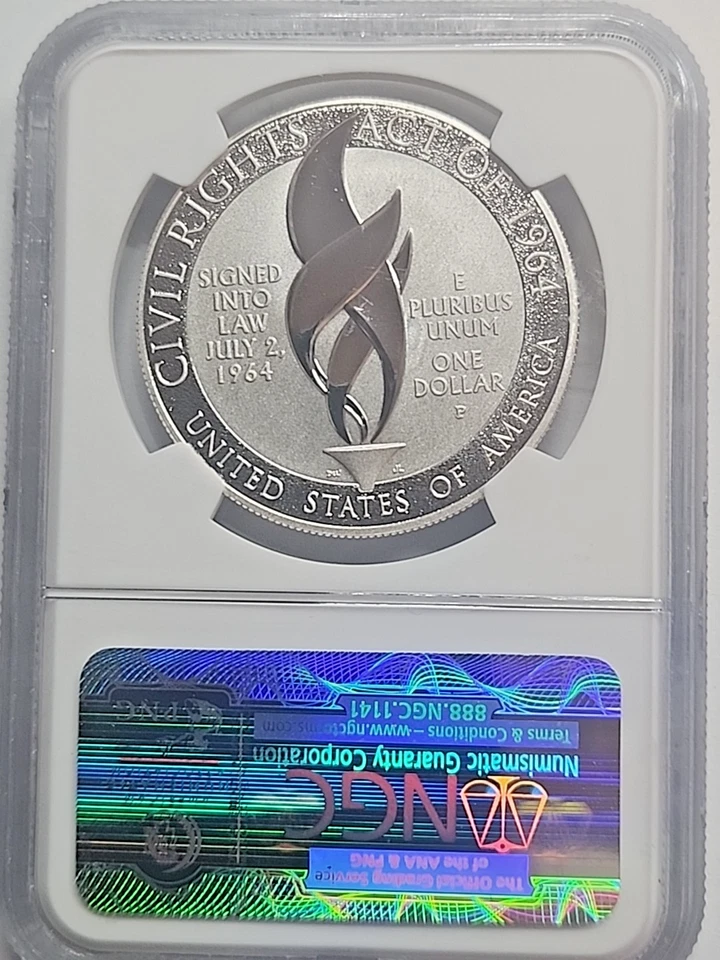 CIVIL RIGHTS ACT OF 1964
SIGNED
INTO
LAW
JULY 2,
1964
E
PLURIBUS
UNUM
ONE
DOLLAR
P
UNITED STATES OF AMERICA
The Official Grading Service
of the ANA & PNG
NGC
Numismatic Guaranty Corporation
Terms & Conditions – www.ngcterms.com
888.NGC.1141
PNG